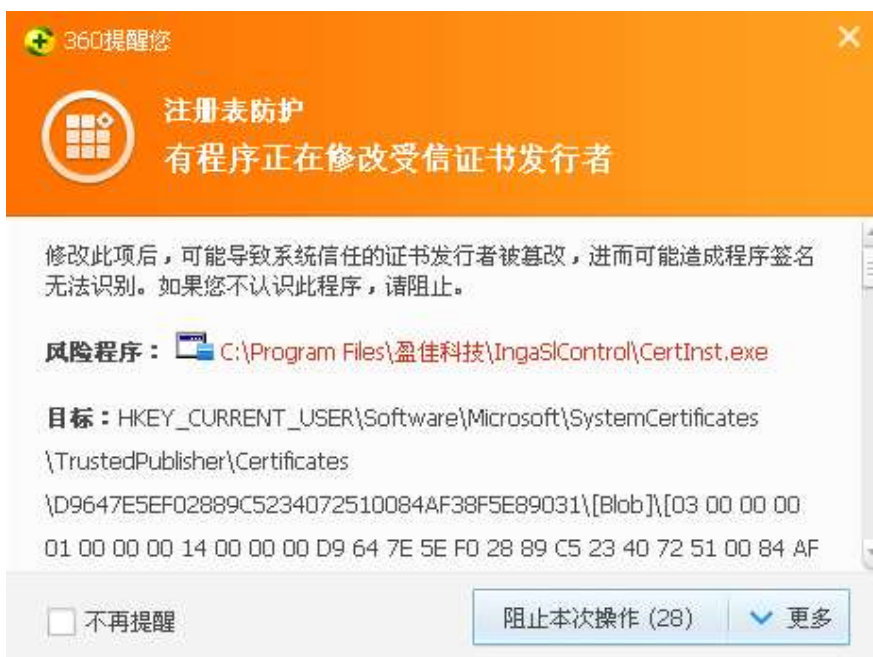 360提醒您
注册表防护
有程序正在修改受信证书发行者
修改此项后，可能导致系统信任的证书发行者被篡改，进而可能造成程序签名
无法识别。如果您不认识此程序，请阻止。
风险程序： C:\Program Files\盈佳科技\IngaSlControl\CertInst.exe
目标：HKEY_CURRENT_USER\Software\Microsoft\SystemCertificates
\TrustedPublisher\Certificates
\D9647E5EF02889C5234072510084AF38F5E89031\[Blob]\[03 00 00 00
01 00 00 00 14 00 00 00 D9 64 7E 5E F0 28 89 C5 23 40 72 51 00 84 AF
不再提醒
阻止本次操作 (28)
更多